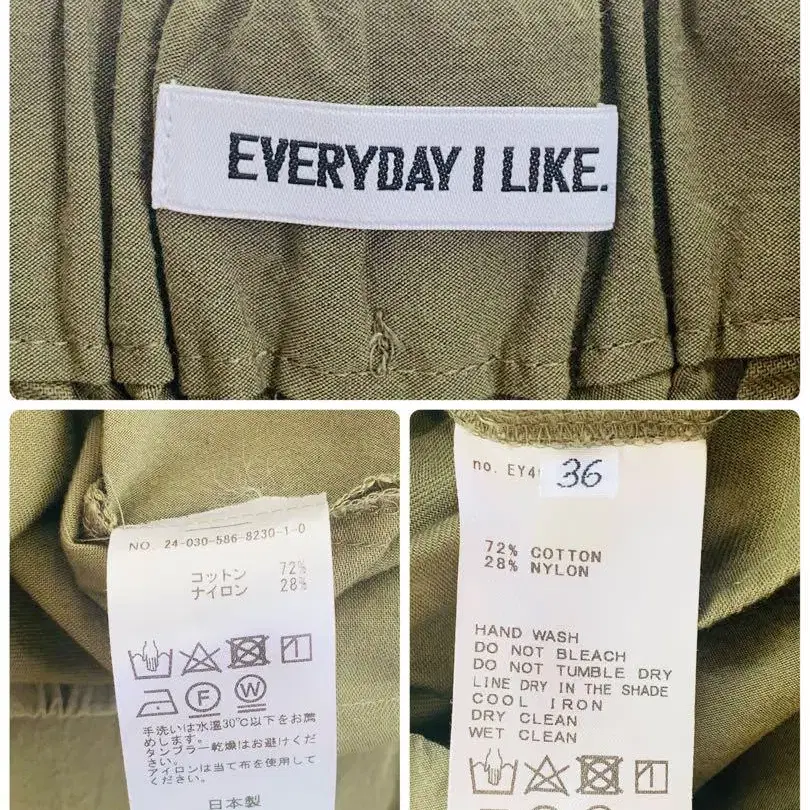 EVERYDAY I LIKE.
NO. 24-030-586-8230-1-0
コットン 72%
ナイロン 28%
手洗いは水温30℃以下をお薦
めします。
タンブラー乾燥はお避けくだ
さい。
アイロンは当て布を使用してく
ださい。
日本製
no. EY4
36
72% COTTON
28% NYLON
HAND WASH
DO NOT BLEACH
DO NOT TUMBLE DRY
LINE DRY IN THE SHADE
COOL IRON
DRY CLEAN
WET CLEAN